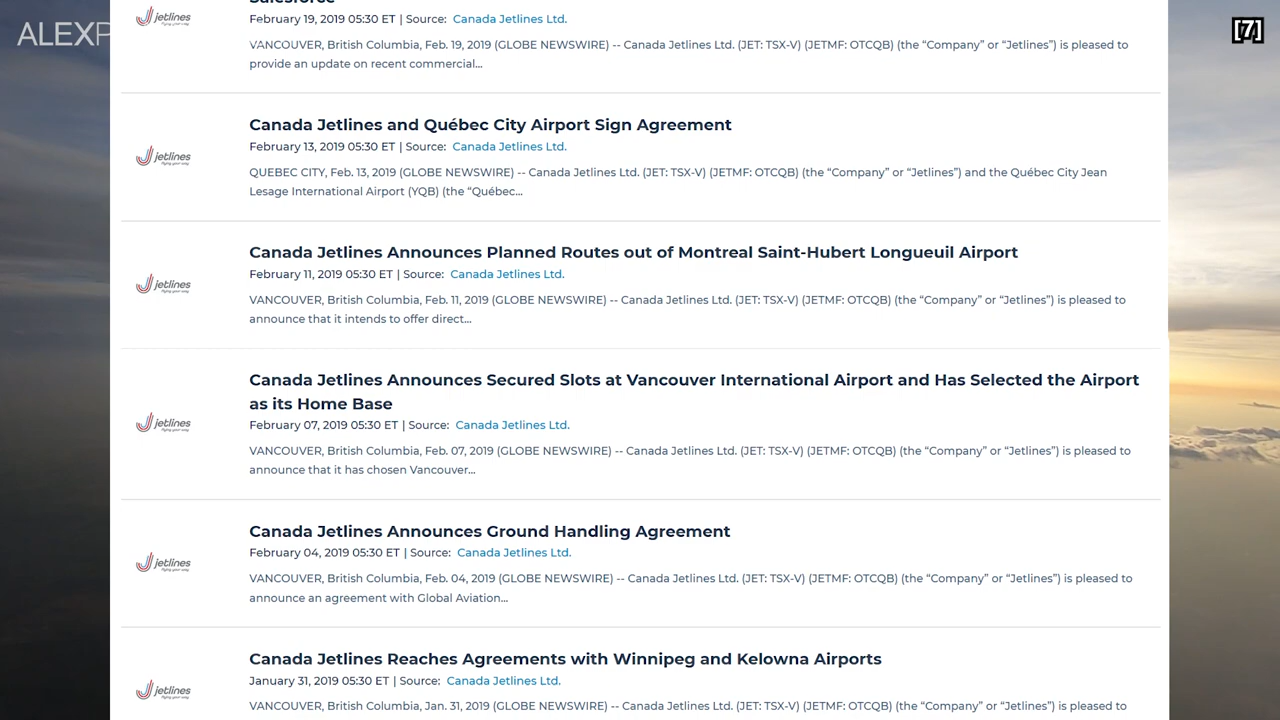 ALEXP
[7]
Salesforce
jetlines
February 19, 2019 05:30 ET | Source: Canada Jetlines Ltd.
VANCOUVER, British Columbia, Feb. 19, 2019 (GLOBE NEWSWIRE) -- Canada Jetlines Ltd. (JET: TSX-V) (JETMF: OTCQB) (the “Company” or “Jetlines”) is pleased to
provide an update on recent commercial...
Canada Jetlines and Québec City Airport Sign Agreement
February 13, 2019 05:30 ET | Source: Canada Jetlines Ltd.
jetlines
QUEBEC CITY, Feb. 13, 2019 (GLOBE NEWSWIRE) -- Canada Jetlines Ltd. (JET: TSX-V) (JETMF: OTCQB) (the “Company” or “Jetlines”) and the Québec City Jean
Lesage International Airport (YQB) (the “Québec...
Canada Jetlines Announces Planned Routes out of Montreal Saint-Hubert Longueuil Airport
February 11, 2019 05:30 ET | Source: Canada Jetlines Ltd.
jetlines
VANCOUVER, British Columbia, Feb. 11, 2019 (GLOBE NEWSWIRE) -- Canada Jetlines Ltd. (JET: TSX-V) (JETMF: OTCQB) (the “Company” or “Jetlines”) is pleased to
announce that it intends to offer direct...
Canada Jetlines Announces Secured Slots at Vancouver International Airport and Has Selected the Airport
as its Home Base
February 07, 2019 05:30 ET | Source: Canada Jetlines Ltd.
jetlines
VANCOUVER, British Columbia, Feb. 07, 2019 (GLOBE NEWSWIRE) -- Canada Jetlines Ltd. (JET: TSX-V) (JETMF: OTCQB) (the “Company” or “Jetlines”) is pleased to
announce that it has chosen Vancouver...
Canada Jetlines Announces Ground Handling Agreement
February 04, 2019 05:30 ET | Source: Canada Jetlines Ltd.
jetlines
VANCOUVER, British Columbia, Feb. 04, 2019 (GLOBE NEWSWIRE) -- Canada Jetlines Ltd. (JET: TSX-V) (JETMF: OTCQB) (the “Company” or “Jetlines”) is pleased to
announce an agreement with Global Aviation...
Canada Jetlines Reaches Agreements with Winnipeg and Kelowna Airports
January 31, 2019 05:30 ET | Source: Canada Jetlines Ltd.
jetlines
VANCOUVER, British Columbia, Jan. 31, 2019 (GLOBE NEWSWIRE) -- Canada Jetlines Ltd. (JET: TSX-V) (JETMF: OTCQB) (the “Company” or “Jetlines”) is pleased to